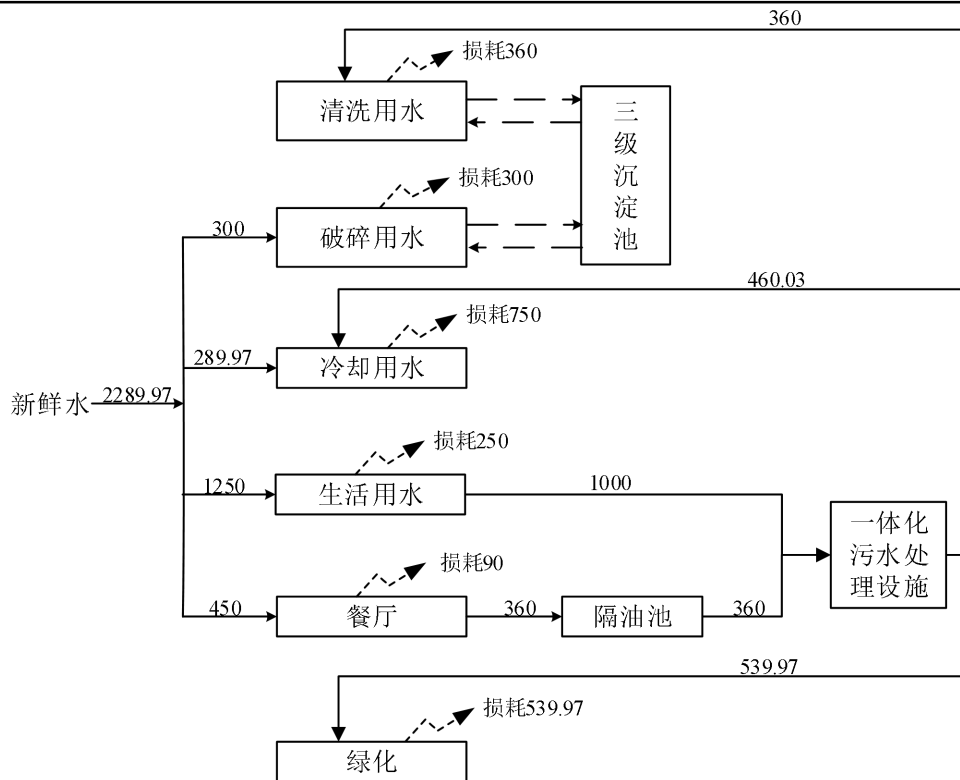 360
损耗360
清洗用水
三级沉淀池
损耗300
300
破碎用水
460.03
损耗750
289.97
冷却用水
新鲜水
2289.97
损耗250
1250
生活用水
1000
一体化
污水处
理设施
损耗90
450
餐厅
360
隔油池
360
539.97
损耗539.97
绿化